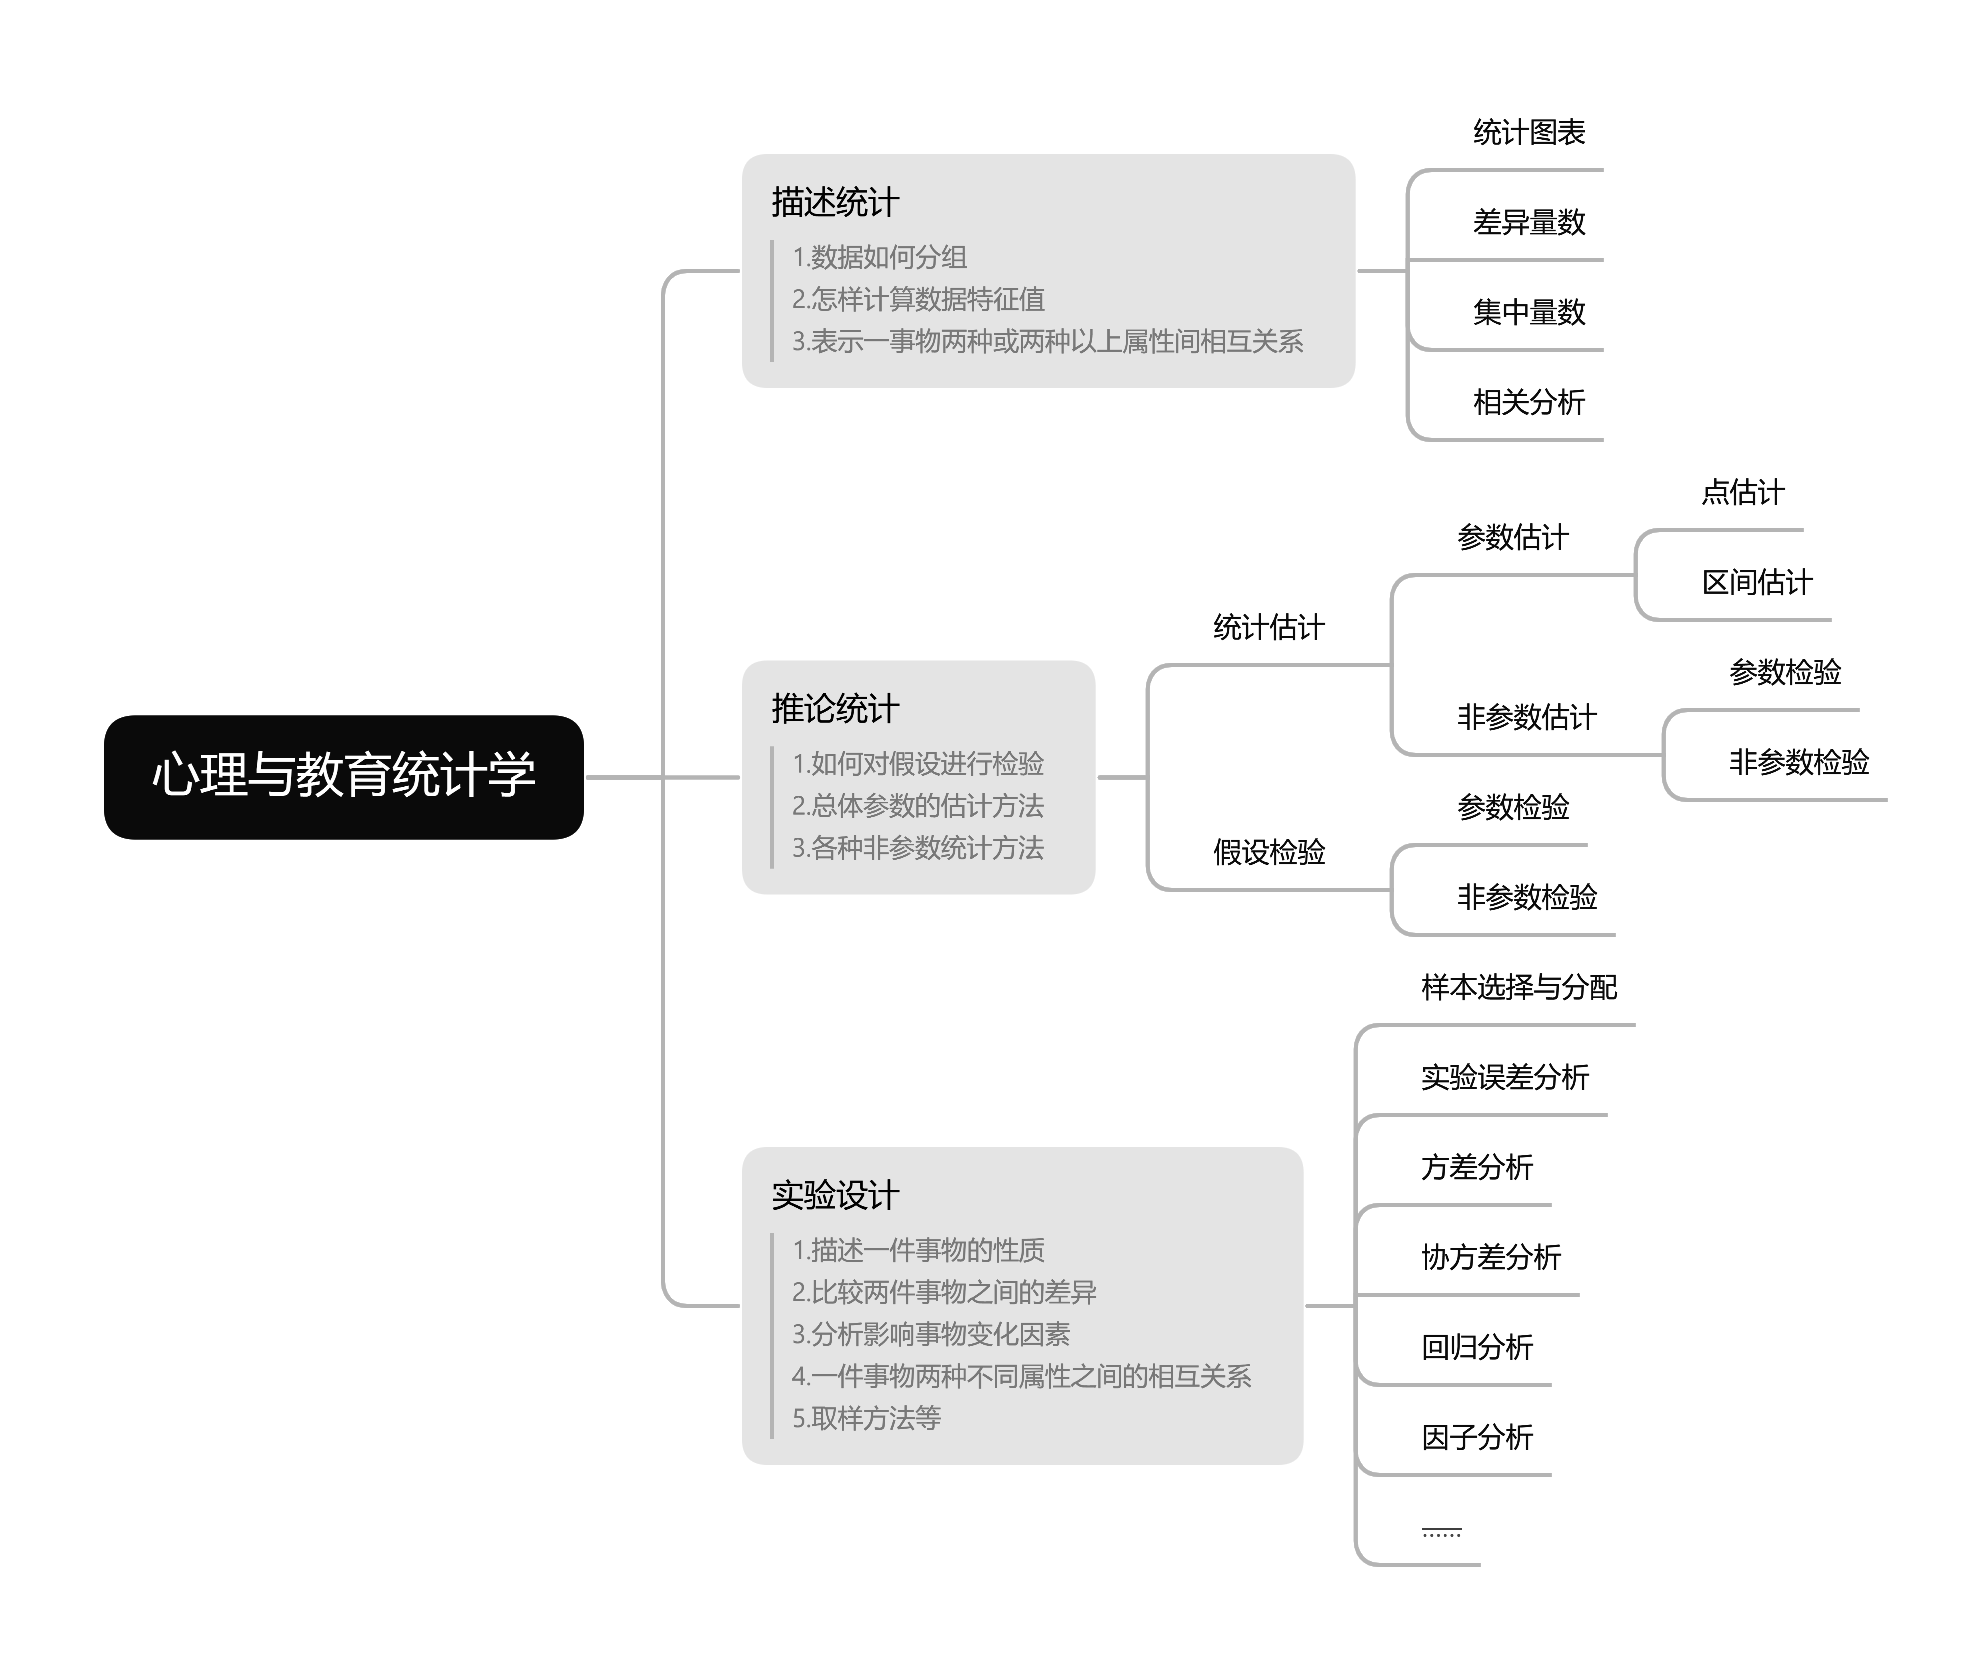 心理与教育统计学
描述统计
1.数据如何分组
2.怎样计算数据特征值
3.表示一事物两种或两种以上属性间相互关系
统计图表
差异量数
集中量数
相关分析
推论统计
1.如何对假设进行检验
2.总体参数的估计方法
3.各种非参数统计方法
统计估计
参数估计
点估计
区间估计
非参数估计
参数检验
非参数检验
假设检验
参数检验
非参数检验
实验设计
1.描述一件事物的性质
2.比较两件事物之间的差异
3.分析影响事物变化因素
4.一件事物两种不同属性之间的相互关系
5.取样方法等
样本选择与分配
实验误差分析
方差分析
协方差分析
回归分析
因子分析
……